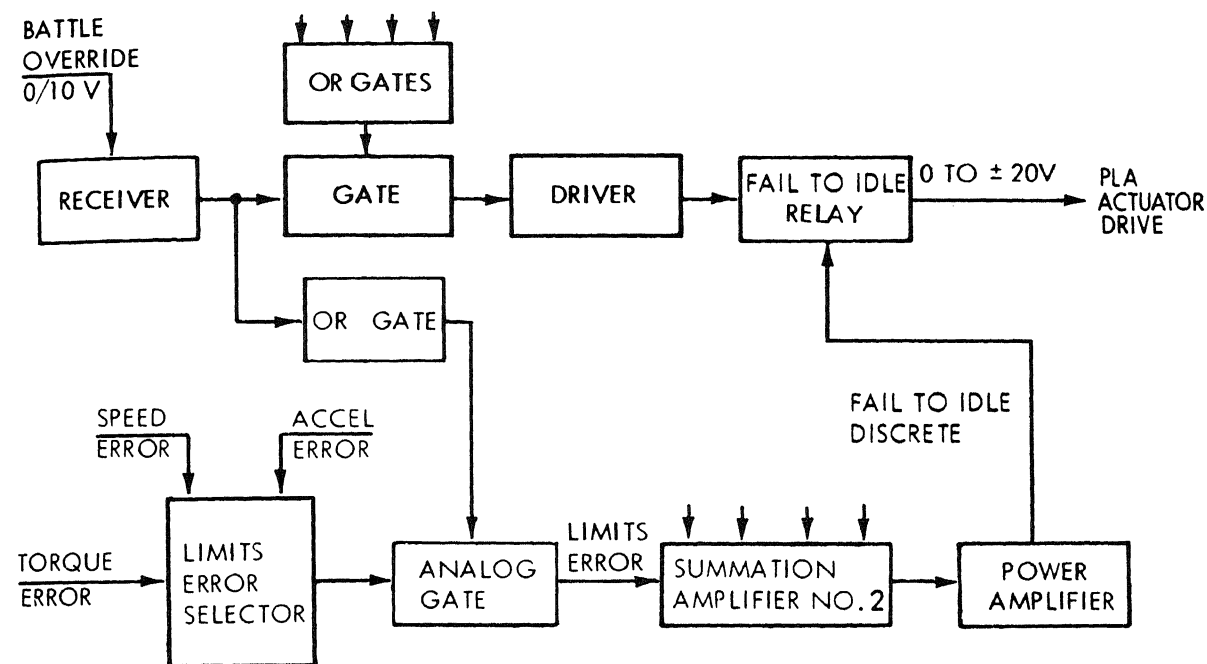 BATTLE
OVERRIDE
0/10 V
OR GATES
RECEIVER
GATE
DRIVER
FAIL TO IDLE
RELAY
0 TO ± 20V
PLA
ACTUATOR
DRIVE
OR GATE
FAIL TO IDLE
DISCRETE
SPEED
ERROR
ACCEL
ERROR
TORQUE
ERROR
LIMITS
ERROR
SELECTOR
ANALOG
GATE
LIMITS
ERROR
SUMMATION
AMPLIFIER NO.2
POWER
AMPLIFIER